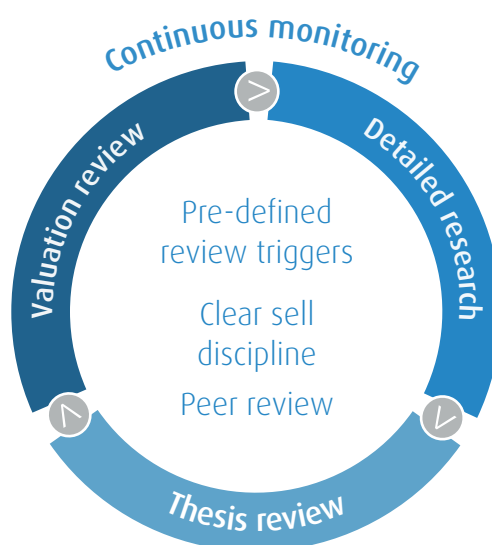 Continuous monitoring
Valuation review
Detailed research
Pre-defined
review triggers
Clear sell
discipline
Peer review
Thesis review